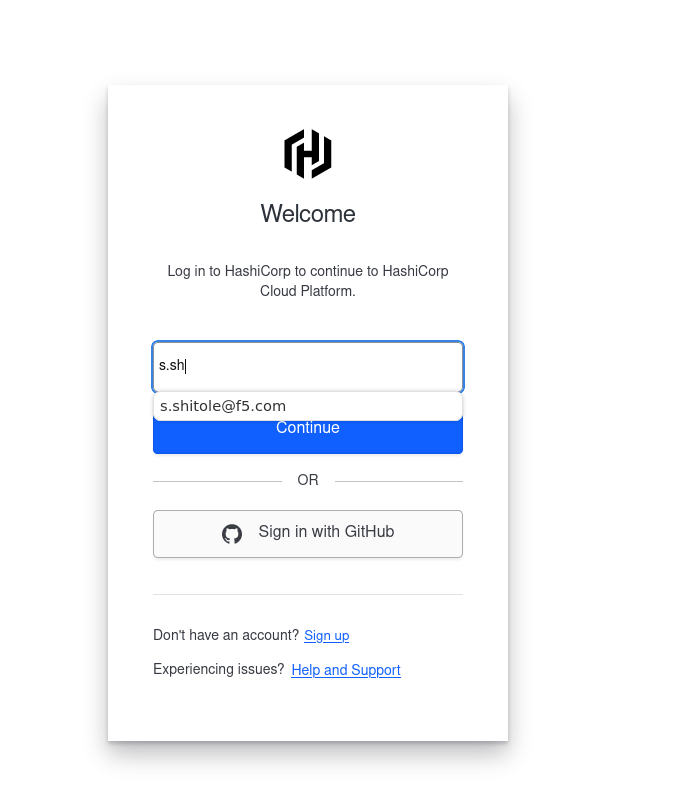 Welcome
Log in to HashiCorp to continue to HashiCorp
Cloud Platform.
s.sh
s.shitole@f5.com
Continue
OR
Sign in with GitHub
Don't have an account? Sign up
Experiencing issues? Help and Support